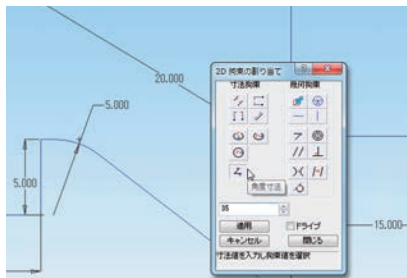 20.000
5.000
5.000
15.000
2D 拘束の割り当て
寸法拘束 幾何拘束
角度寸法
35
適用 ドライブ
キャンセル 閉じる
寸法値を入力し拘束値を選択